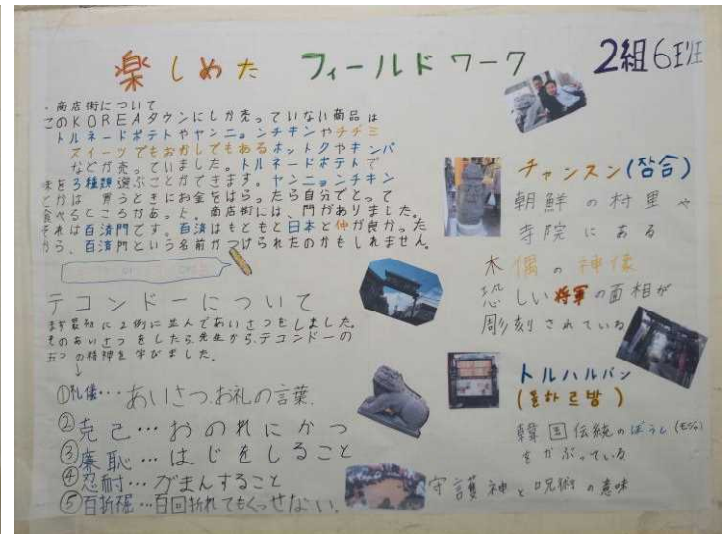 楽しめた フィールドワーク
2組6班
・商店街について
このKOREAタウンにしか売っていない商品は
トルネードポテトやヤンニョンチキンやチヂミ
スイーツでもおかしでもあるホットクやキンパ
などが売っていました。トルネードポテトで
味を3種類選ぶことができます。ヤンニョンチキン
とかは 買うときにお金をはらったら自分でとって
食べるところがあった。商店街には、門がありました。
それは百済門です。百済はもともと日本と仲が良かった
から、百済門という名前がつけられたのかもしれません。
テコンドーについて
まず最初に2例に並んであいさつをしました。
そのあいさつをしたら、先生から、テコンドーの
五つの精神を学びました。
↓
①礼儀…あいさつ、お礼の言葉、
②克己…おのれにかつ
③廉恥…はじをしること
④忍耐…がまんすること
⑤百折不屈…百回折れてもくっせない。
チャンスン(장승)
朝鮮の村里や
寺院にある
木偶の神像
恐しい将軍の面相が
彫刻されている
トルハルバン
(돌하르방)
韓国伝統のぼうし
をかぶっている
守護神と呪術の意味